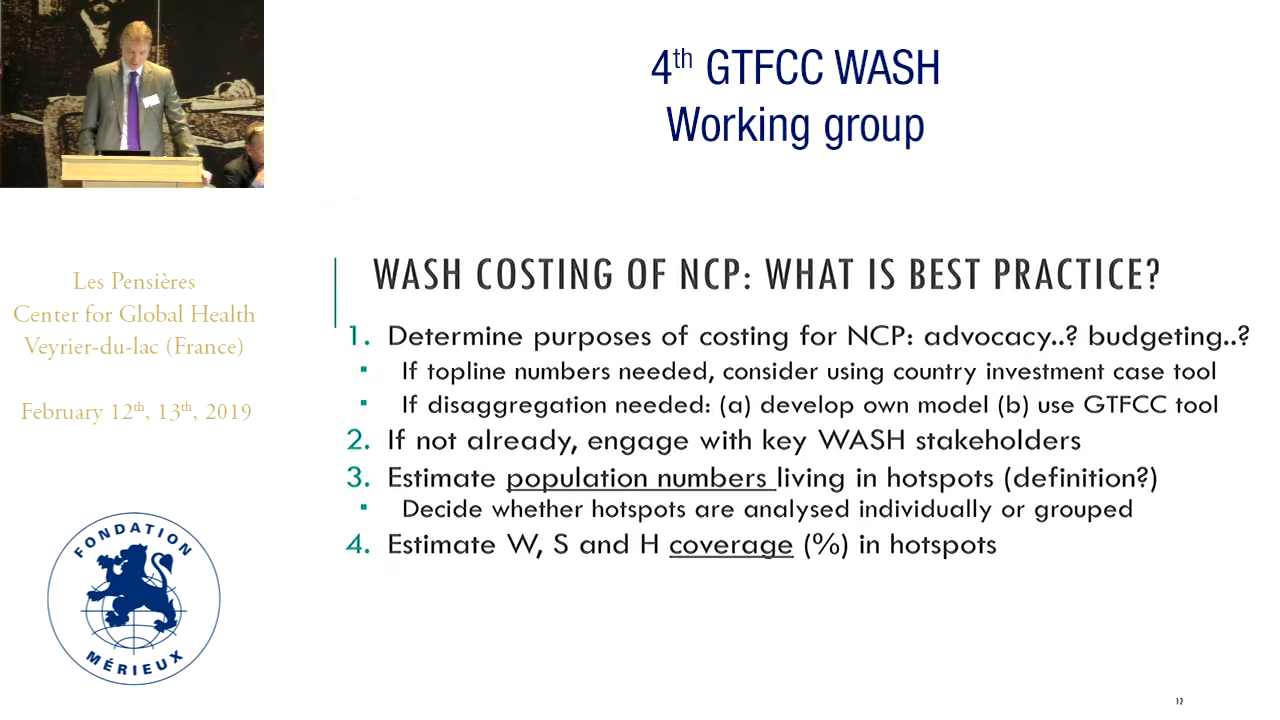 4th GTFCC WASH
Working group
Les Pensières
Center for Global Health
Veyrier-du-lac (France)
February 12th, 13th, 2019
FONDATION
MÉRIEUX
WASH COSTING OF NCP: WHAT IS BEST PRACTICE?
1. Determine purposes of costing for NCP: advocacy..? budgeting..?
▪ If topline numbers needed, consider using country investment case tool
▪ If disaggregation needed: (a) develop own model (b) use GTFCC tool
2. If not already, engage with key WASH stakeholders
3. Estimate population numbers living in hotspots (definition?)
▪ Decide whether hotspots are analysed individually or grouped
4. Estimate W, S and H coverage (%) in hotspots
12